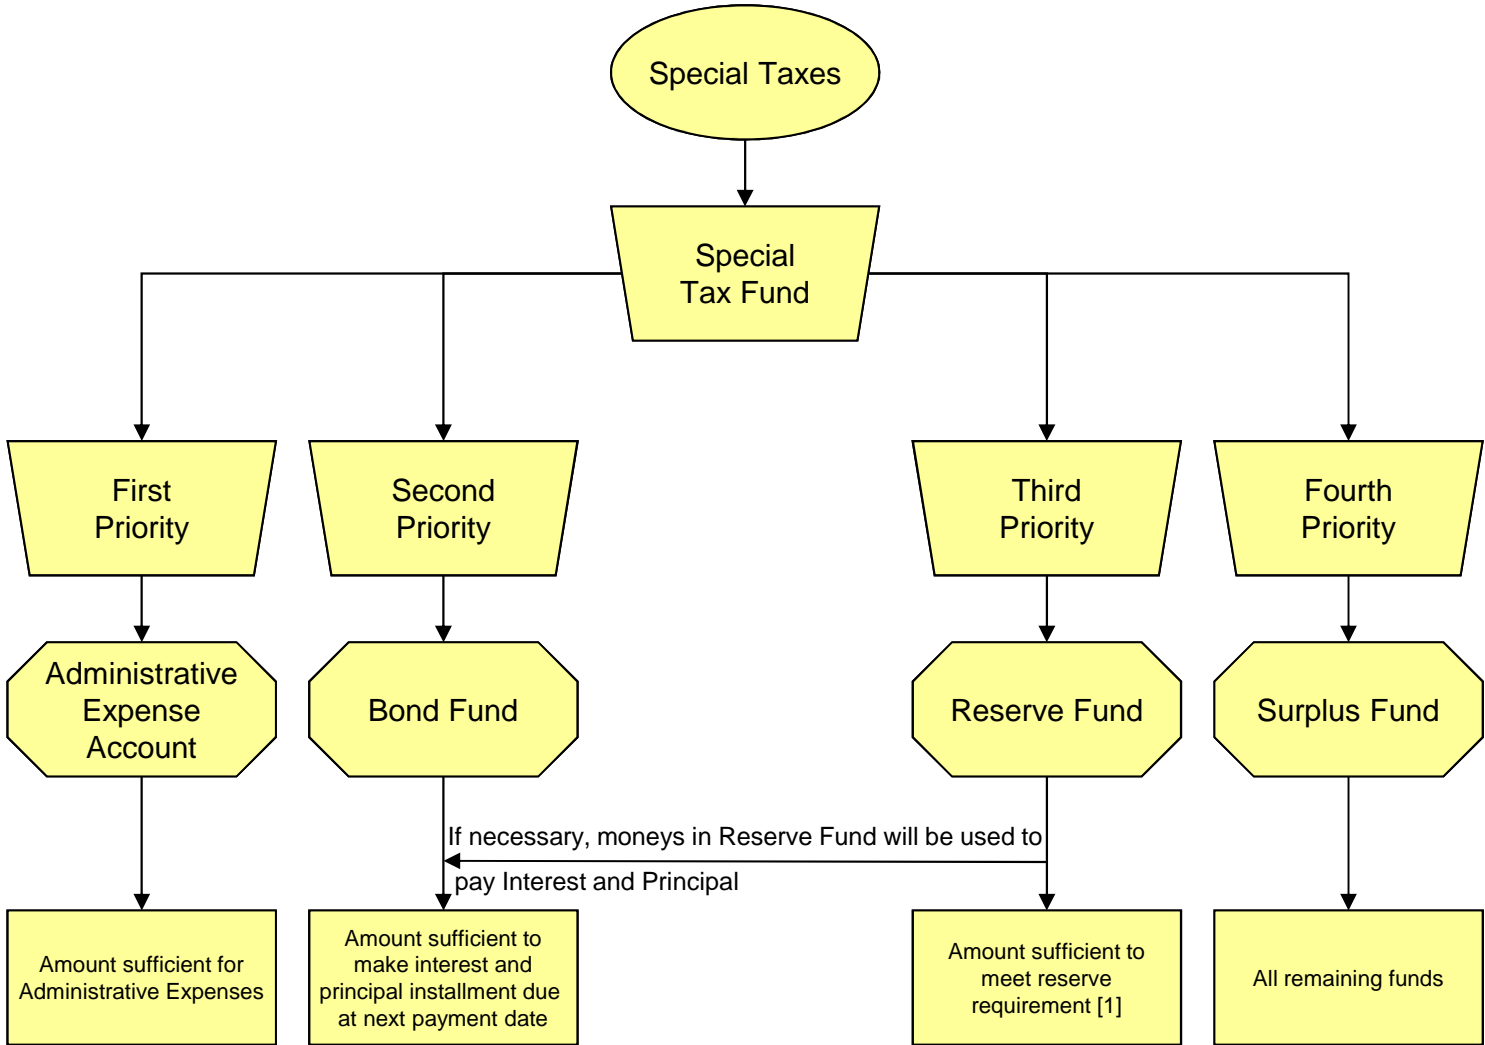 Special Taxes
Special
Tax Fund
First
Priority
Second
Priority
Third
Priority
Fourth
Priority
Administrative
Expense
Account
Bond Fund
Reserve Fund
Surplus Fund
If necessary, moneys in Reserve Fund will be used to
pay Interest and Principal
Amount sufficient for
Administrative Expenses
Amount sufficient to
make interest and
principal installment due
at next payment date
Amount sufficient to
meet reserve
requirement [1]
All remaining funds